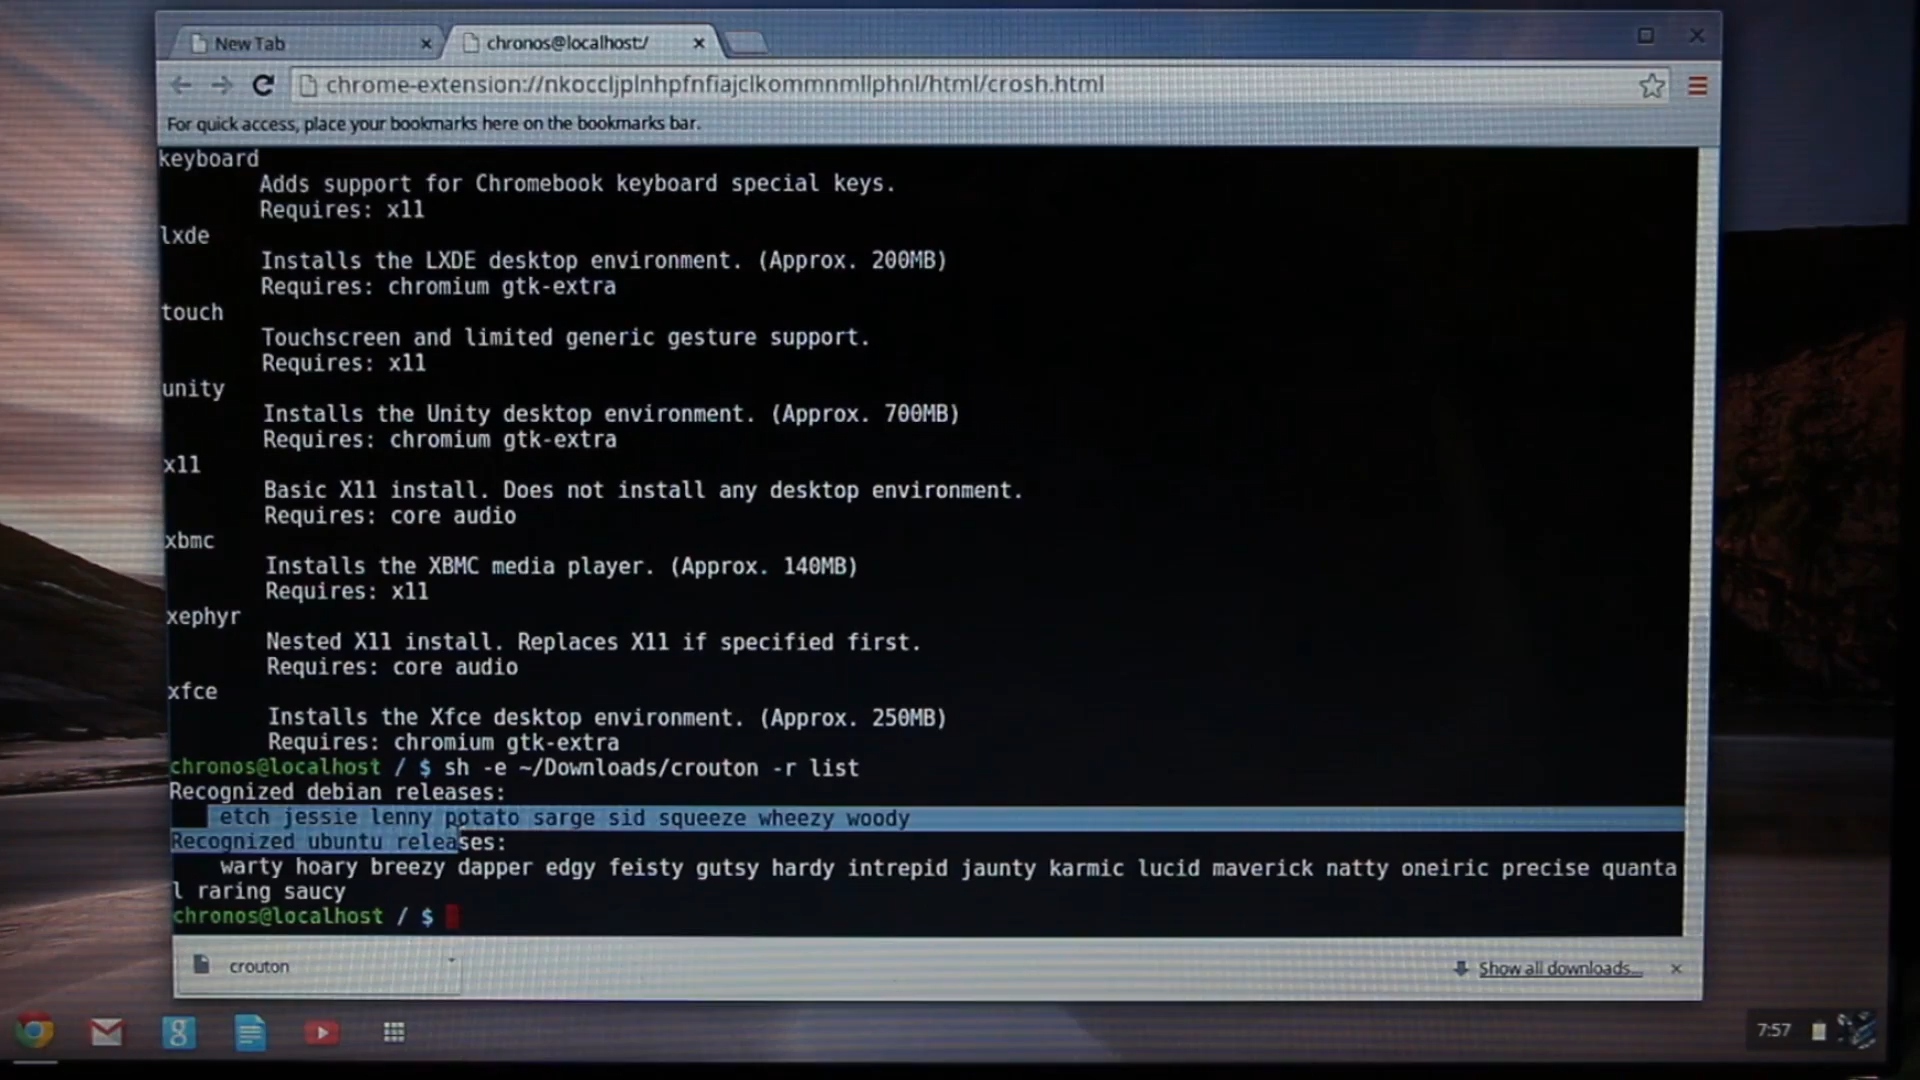 New Tab
chronos@localhost:/
chrome-extension://nkoccljplnhpfnfiajclkommnmllphnl/html/crosh.html
For quick access, place your bookmarks here on the bookmarks bar.
keyboard
Adds support for Chromebook keyboard special keys.
Requires: x11
lxde
Installs the LXDE desktop environment. (Approx. 200MB)
Requires: chromium gtk-extra
touch
Touchscreen and limited generic gesture support.
Requires: x11
unity
Installs the Unity desktop environment. (Approx. 700MB)
Requires: chromium gtk-extra
x11
Basic X11 install. Does not install any desktop environment.
Requires: core audio
xbmc
Installs the XBMC media player. (Approx. 140MB)
Requires: x11
xephyr
Nested X11 install. Replaces X11 if specified first.
Requires: core audio
xfce
Installs the Xfce desktop environment. (Approx. 250MB)
Requires: chromium gtk-extra
chronos@localhost / $ sh -e ~/Downloads/crouton -r list
Recognized debian releases:
etch jessie lenny potato sarge sid squeeze wheezy woody
Recognized ubuntu releases:
warty hoary breezy dapper edgy feisty gutsy hardy intrepid jaunty karmic lucid maverick natty oneiric precise quanta
l raring saucy
chronos@localhost / $
crouton
Show all downloads...
7:57